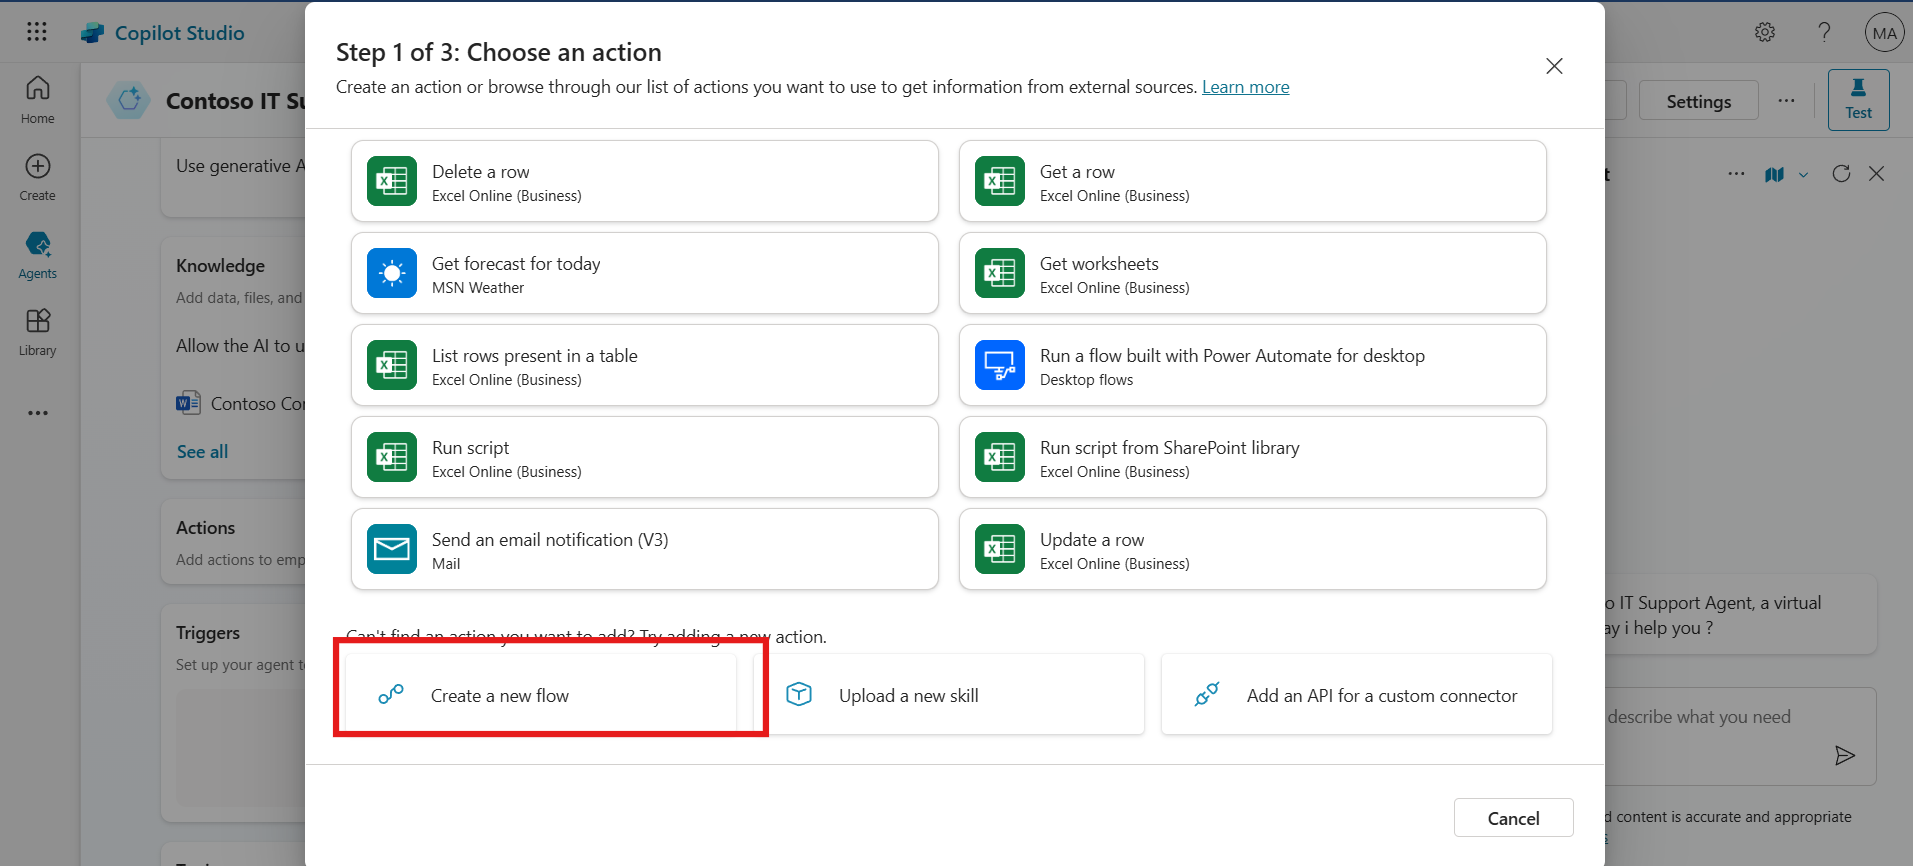 Copilot Studio
MA
Home
Create
Agents
Library
Contoso IT Su
Settings
Test
Use generative A
Knowledge
Add data, files, and
Allow the AI to u
Contoso Co
See all
Actions
Add actions to emp
Triggers
Set up your agent t
Step 1 of 3: Choose an action
Create an action or browse through our list of actions you want to use to get information from external sources. Learn more
Delete a row
Excel Online (Business)
Get a row
Excel Online (Business)
Get forecast for today
MSN Weather
Get worksheets
Excel Online (Business)
List rows present in a table
Excel Online (Business)
Run a flow built with Power Automate for desktop
Desktop flows
Run script
Excel Online (Business)
Run script from SharePoint library
Excel Online (Business)
Send an email notification (V3)
Mail
Update a row
Excel Online (Business)
Can't find an action you want to add? Try adding a new action.
Create a new flow
Upload a new skill
Add an API for a custom connector
Cancel
o IT Support Agent, a virtual
ay i help you ?
describe what you need
d content is accurate and appropriate